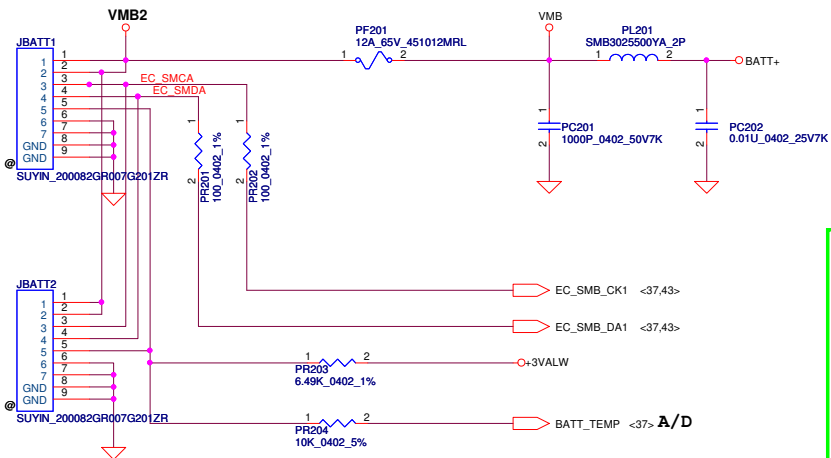 VMB2
JBATT1
1 1
2 2
3 3
4 4
5 5
6 6
7 7
GND 8
GND 9
@
SUYIN_200082GR007G201ZR
EC_SMCA
EC_SMDA
PF201
12A_65V_451012MRL
1 2
VMB
PL201
SMB3025500YA_2P
1 2
BATT+
1
2
PC201
1000P_0402_50V7K
1
2
PC202
0.01U_0402_25V7K
1
2
PR201
100_0402_1%
1
2
PR202
100_0402_1%
JBATT2
1 1
2 2
3 3
4 4
5 5
6 6
7 7
GND 8
GND 9
@
SUYIN_200082GR007G201ZR
EC_SMB_CK1 <37,43>
EC_SMB_DA1 <37,43>
1 2
PR203
6.49K_0402_1%
+3VALW
1 2
PR204
10K_0402_5%
BATT_TEMP <37> A/D